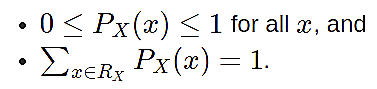 • 0 ≤ P_X(x) ≤ 1 for all x, and
• ∑_{x∈R_X} P_X(x) = 1.